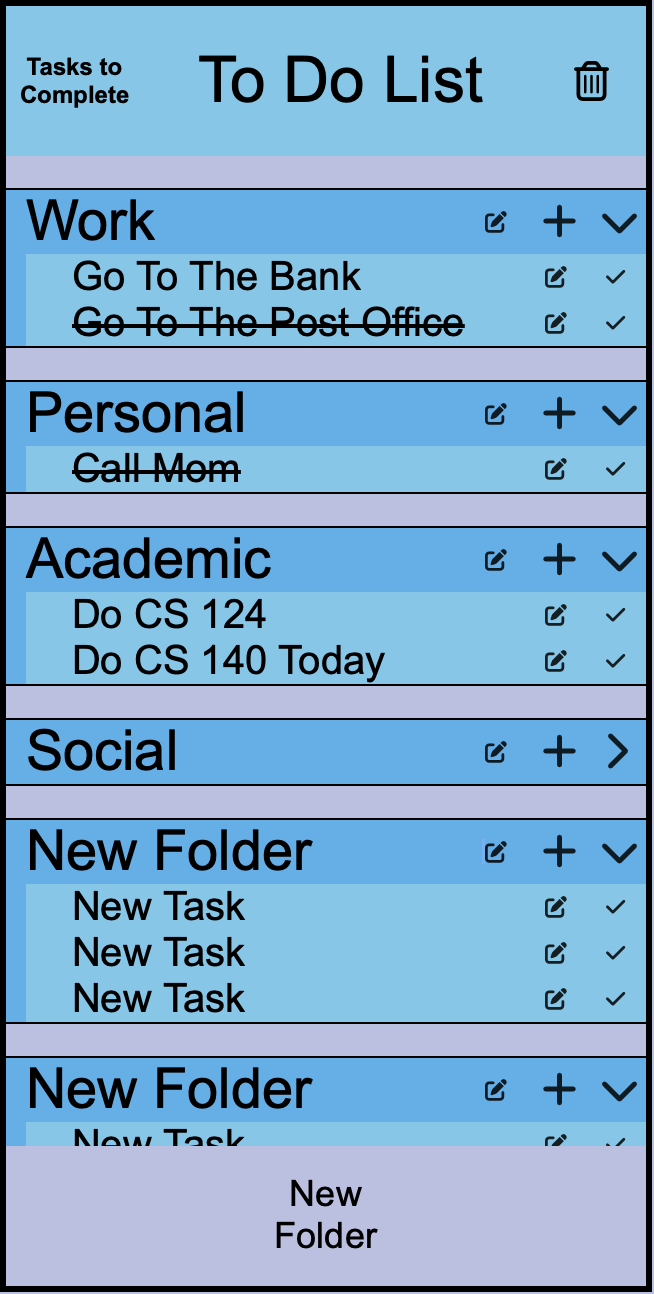 Tasks to
Complete
To Do List
Work
Go To The Bank
Go To The Post Office
Personal
Call Mom
Academic
Do CS 124
Do CS 140 Today
Social
New Folder
New Task
New Task
New Task
New Folder
New Task
New
Folder